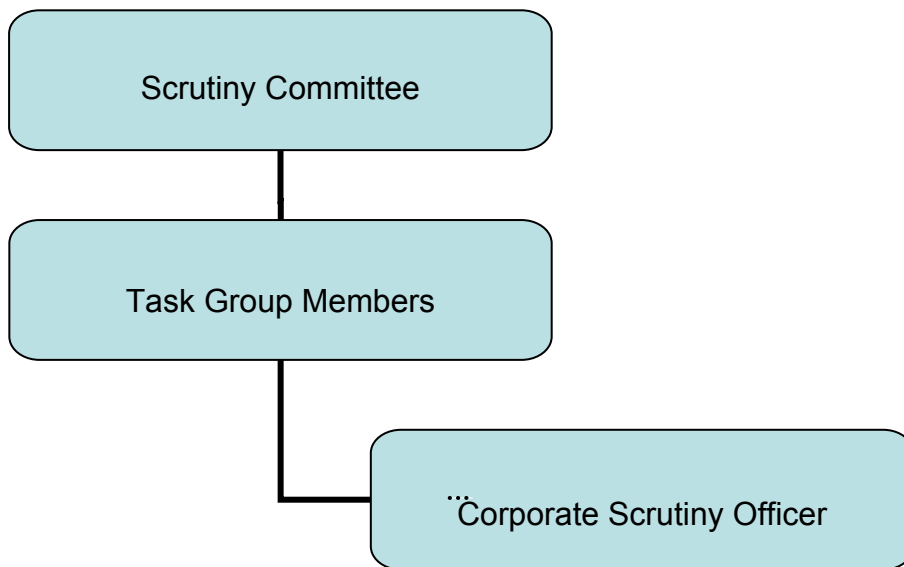 Scrutiny Committee
Task Group Members
...
Corporate Scrutiny Officer